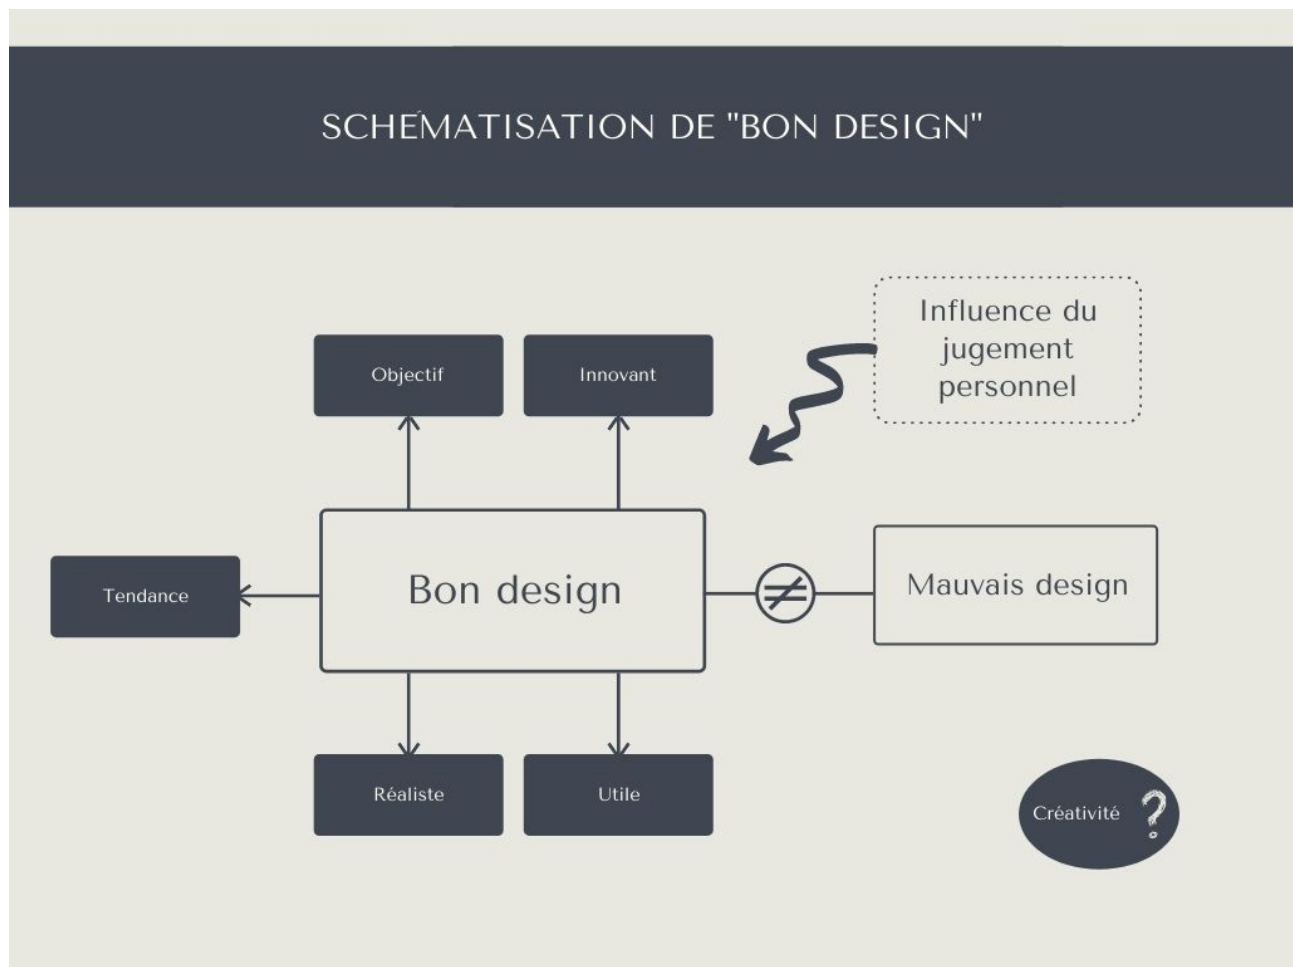 SCHÉMATISATION DE "BON DESIGN"
Influence du
jugement
personnel
Objectif
Innovant
Bon design
≠
Mauvais design
Tendance
Réaliste
Utile
Créativité ?